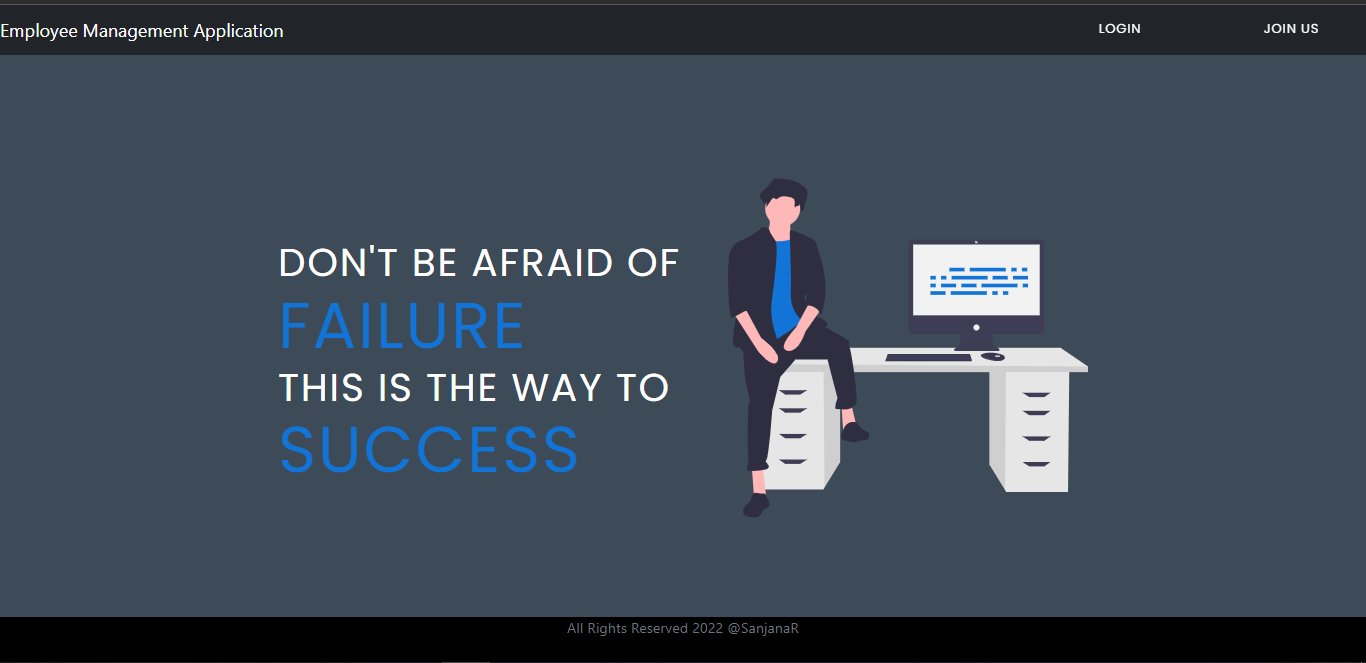 Employee Management Application
LOGIN
JOIN US
DON'T BE AFRAID OF
FAILURE
THIS IS THE WAY TO
SUCCESS
All Rights Reserved 2022 @SanjanaR